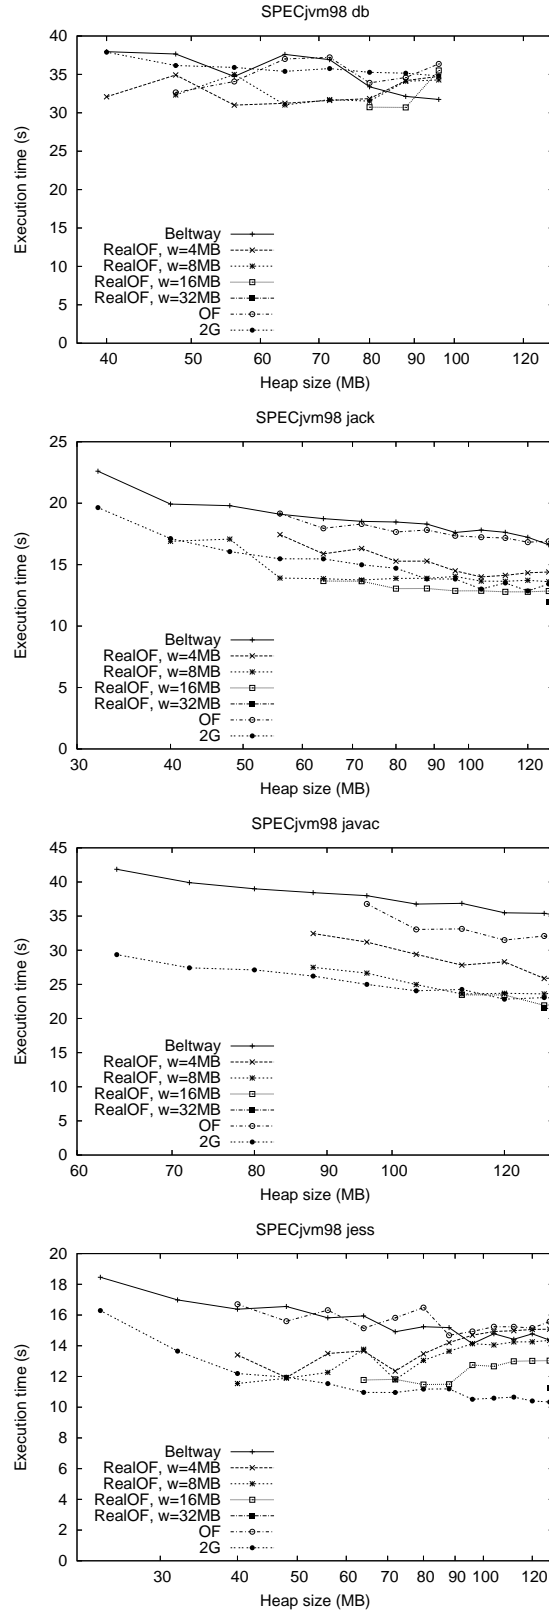 SPECjvm98 db
40
35
30
25
20
15
10
5
0
Execution time (s)
Beltway
RealOF, w=4MB
RealOF, w=8MB
RealOF, w=16MB
RealOF, w=32MB
OF
2G
40 50 60 70 80 90 100 120
Heap size (MB)
SPECjvm98 jack
25
20
15
10
5
0
Execution time (s)
Beltway
RealOF, w=4MB
RealOF, w=8MB
RealOF, w=16MB
RealOF, w=32MB
OF
2G
30 40 50 60 70 80 90 100 120
Heap size (MB)
SPECjvm98 javac
45
40
35
30
25
20
15
10
5
0
Execution time (s)
Beltway
RealOF, w=4MB
RealOF, w=8MB
RealOF, w=16MB
RealOF, w=32MB
OF
2G
60 70 80 100 120
Heap size (MB)
SPECjvm98 jess
20
18
16
14
12
10
8
6
4
2
0
Execution time (s)
Beltway
RealOF, w=4MB
RealOF, w=8MB
RealOF, w=16MB
RealOF, w=32MB
OF
2G
30 40 50 60 70 80 90 100 120
Heap size (MB)